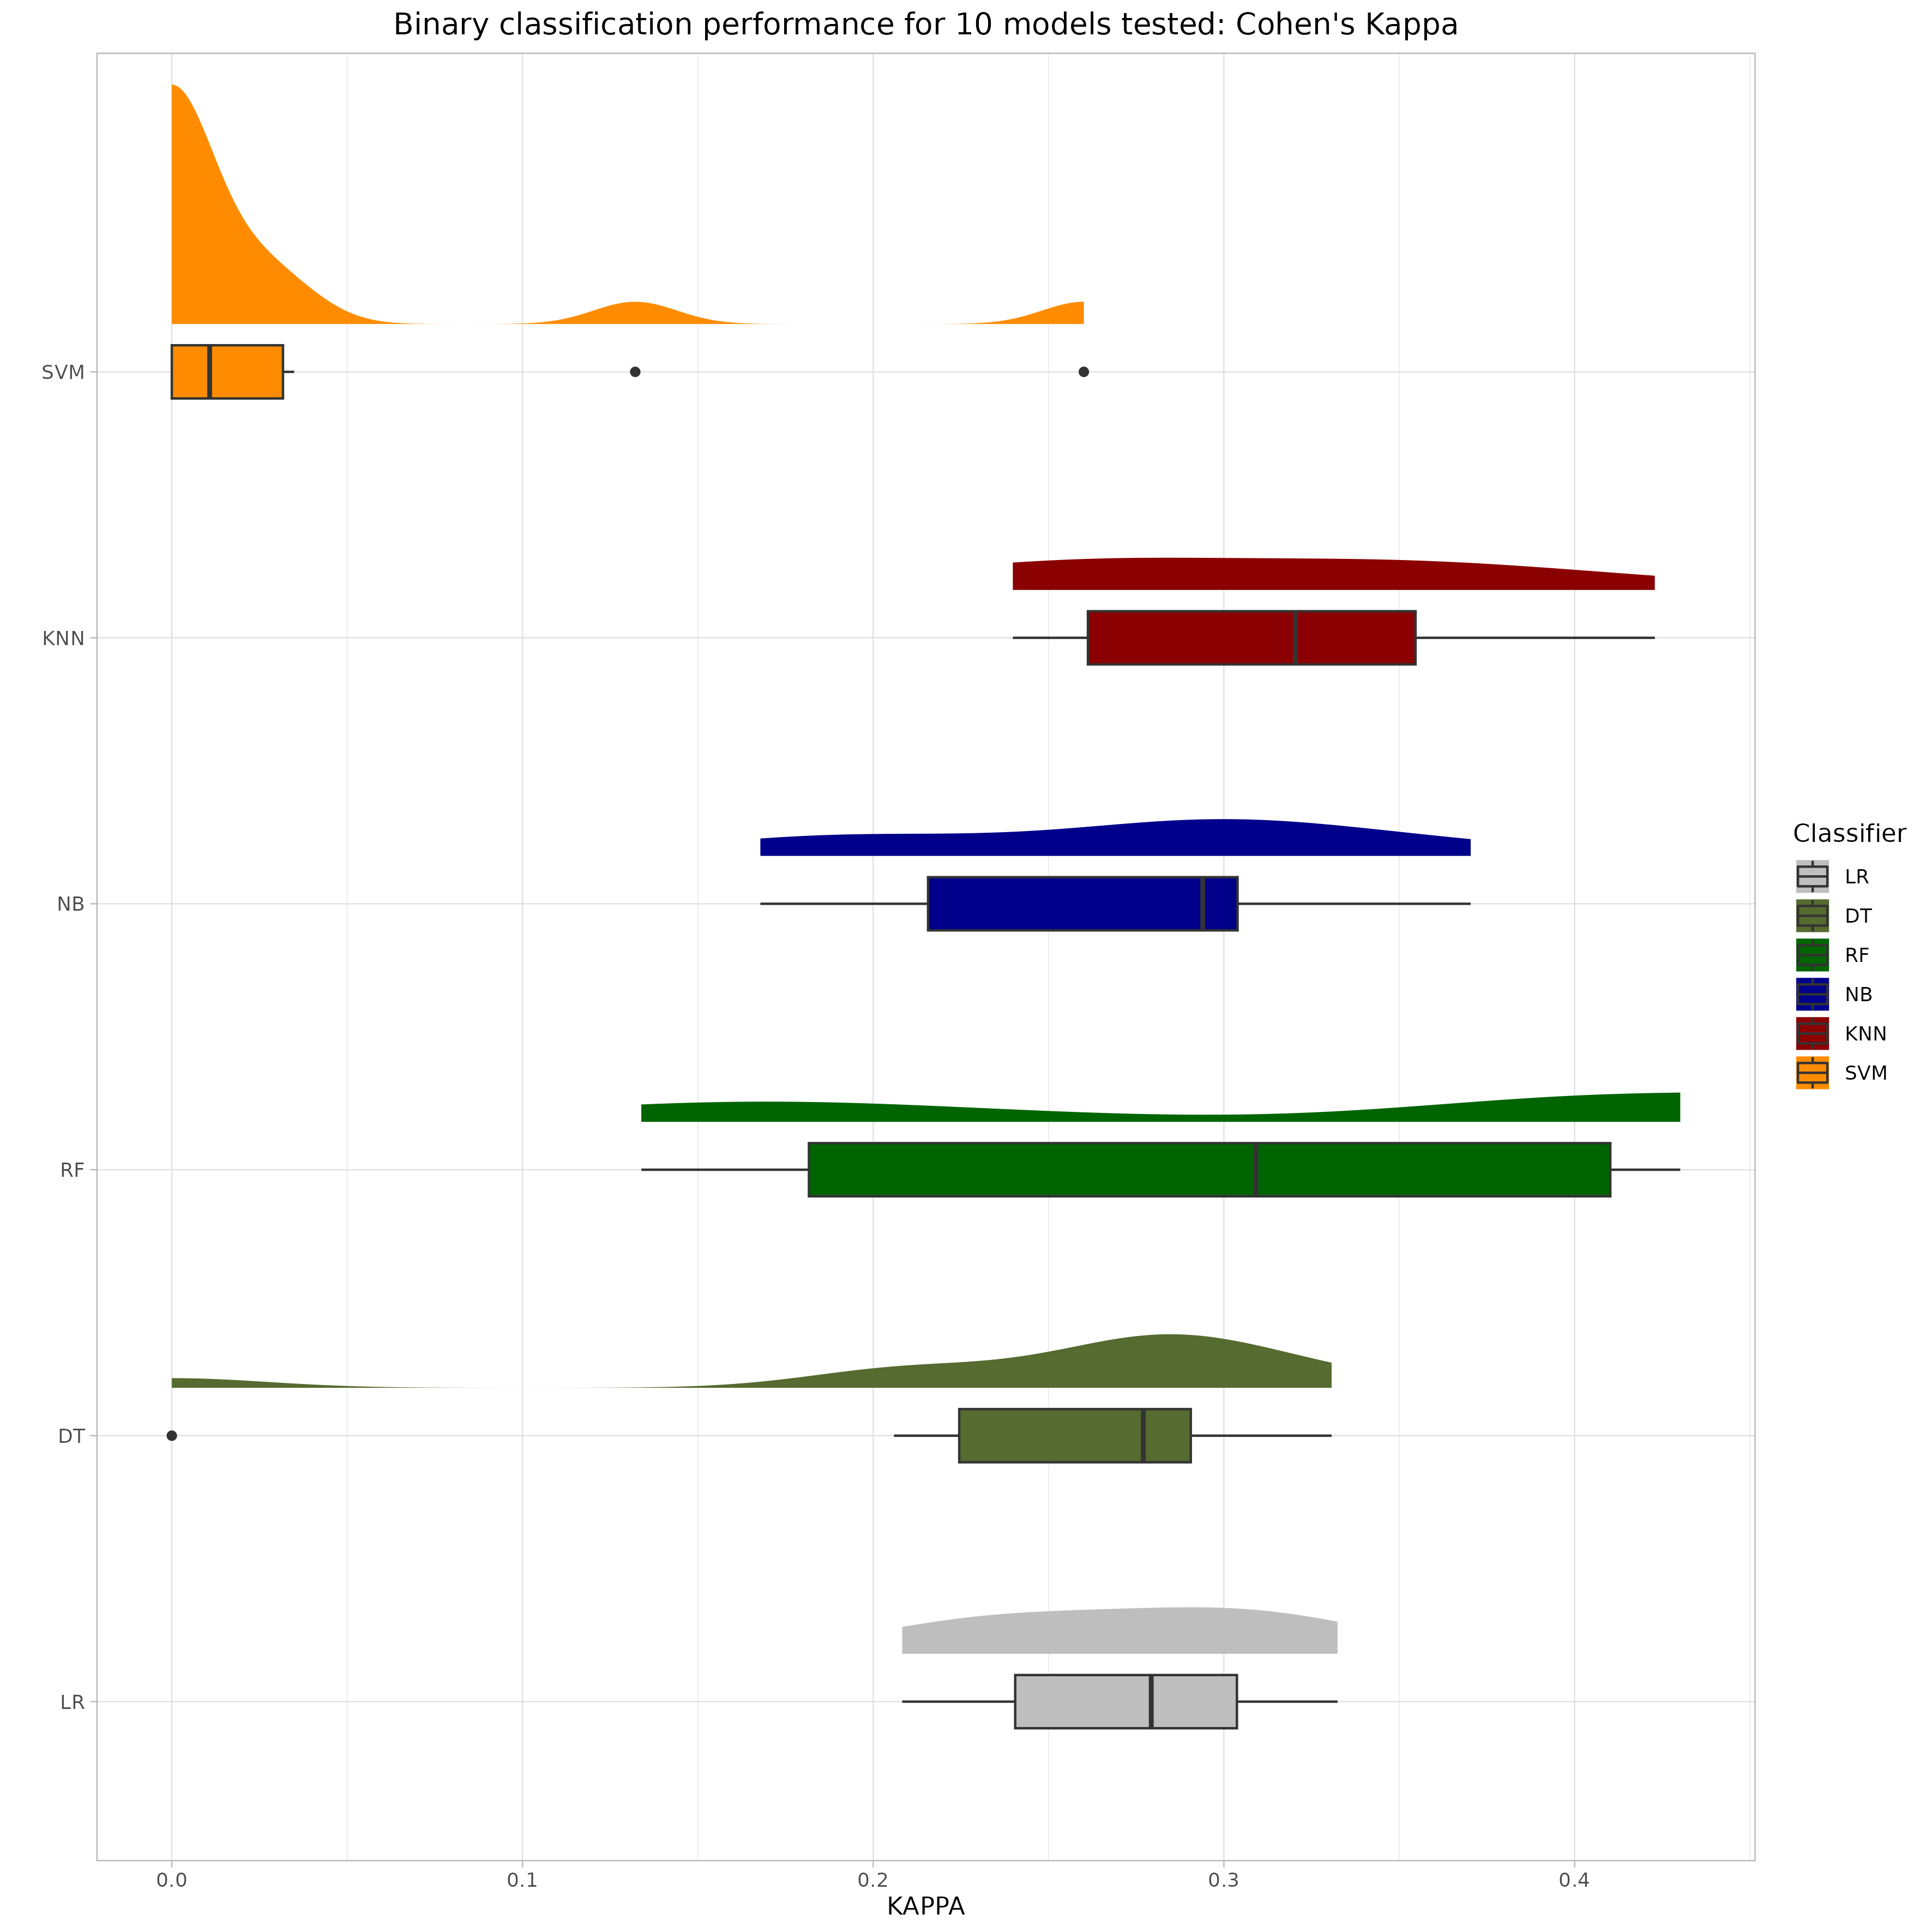 Binary classification performance for 10 models tested: Cohen's Kappa
SVM
KNN
NB
RF
DT
LR
0.0 0.1 0.2 0.3 0.4
KAPPA
Classifier
LR
DT
RF
NB
KNN
SVM